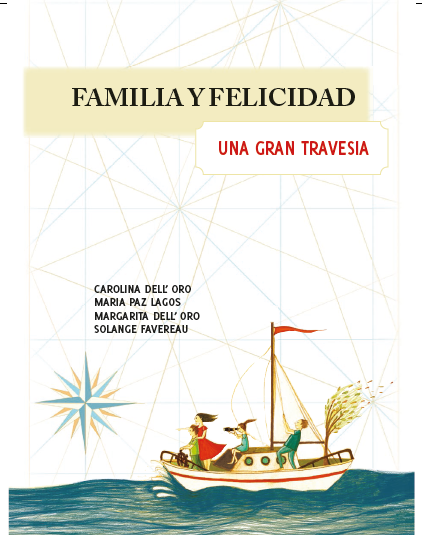 FAMILIA Y FELICIDAD
UNA GRAN TRAVESIA
CAROLINA DELL' ORO
MARIA PAZ LAGOS
MARGARITA DELL' ORO
SOLANGE FAVEREAU